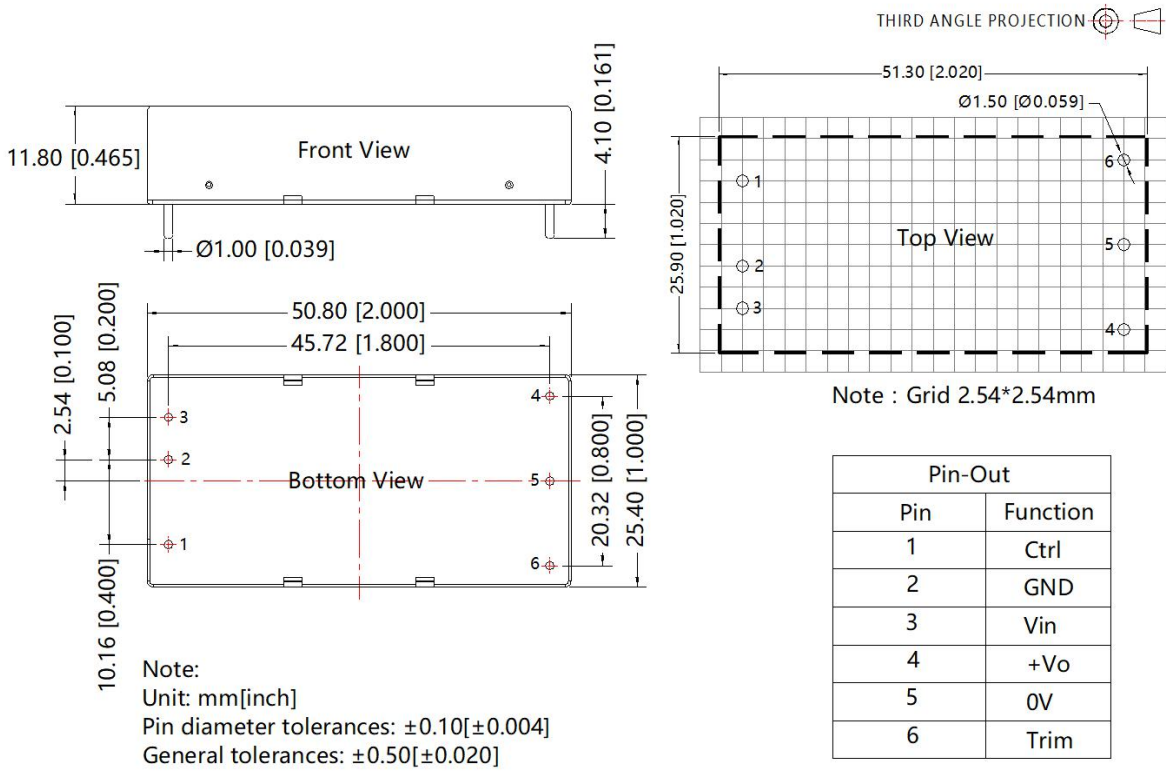 THIRD ANGLE PROJECTION
51.30 [2.020]
Ø1.50 [Ø0.059]
11.80 [0.465]
Front View
4.10 [0.161]
Ø1.00 [0.039]
25.90 [1.020]
1
2
3
6
5
4
Top View
Note : Grid 2.54*2.54mm
50.80 [2.000]
45.72 [1.800]
2.54 [0.100]
5.08 [0.200]
10.16 [0.400]
3
2
1
4
5
6
Bottom View
20.32 [0.800]
25.40 [1.000]
Pin-Out
Pin Function
1 Ctrl
2 GND
3 Vin
4 +Vo
5 0V
6 Trim
Note:
Unit: mm[inch]
Pin diameter tolerances: ±0.10[±0.004]
General tolerances: ±0.50[±0.020]